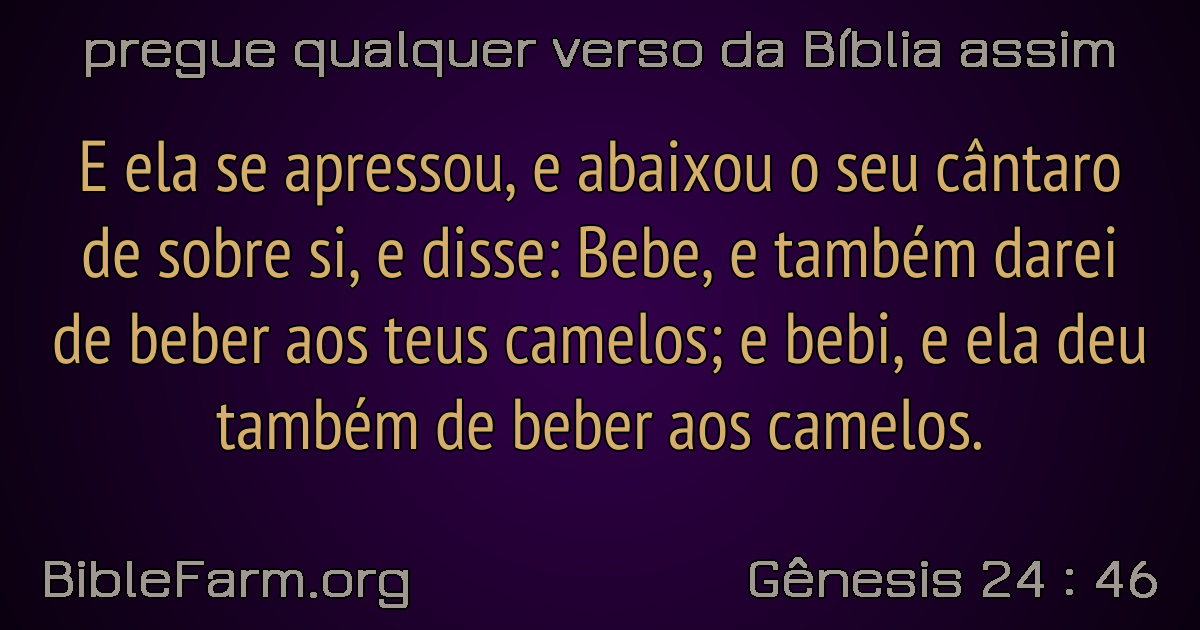 pregue qualquer verso da Bíblia assim
E ela se apressou, e abaixou o seu cântaro
de sobre si, e disse: Bebe, e também darei
de beber aos teus camelos; e bebi, e ela deu
também de beber aos camelos.
BibleFarm.org
Gênesis 24 : 46